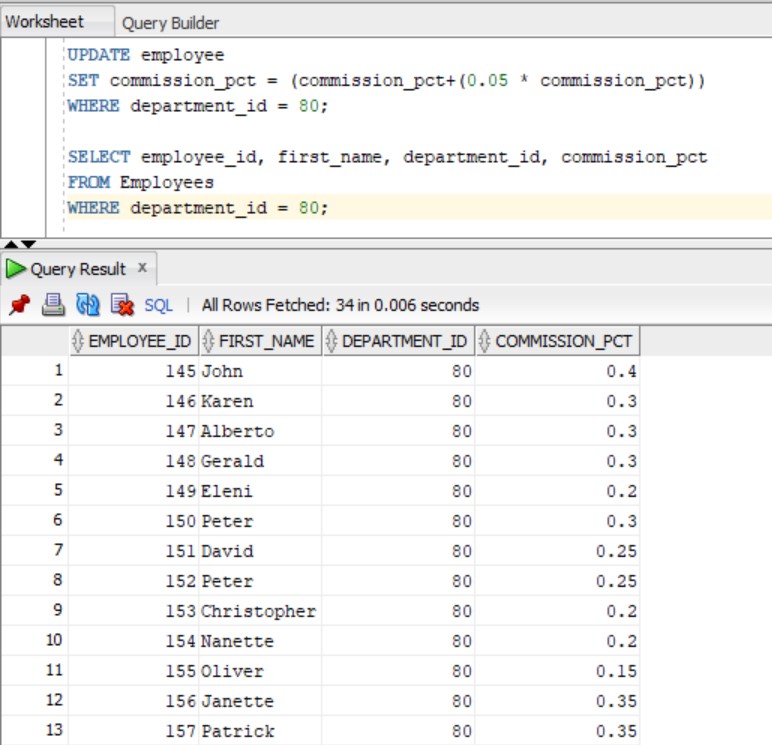 Worksheet Query Builder
UPDATE employee
SET commission_pct = (commission_pct+(0.05 * commission_pct))
WHERE department_id = 80;
SELECT employee_id, first_name, department_id, commission_pct
FROM Employees
WHERE department_id = 80;
Query Result x
SQL | All Rows Fetched: 34 in 0.006 seconds
EMPLOYEE_ID FIRST_NAME DEPARTMENT_ID COMMISSION_PCT
1 145 John 80 0.4
2 146 Karen 80 0.3
3 147 Alberto 80 0.3
4 148 Gerald 80 0.3
5 149 Eleni 80 0.2
6 150 Peter 80 0.3
7 151 David 80 0.25
8 152 Peter 80 0.25
9 153 Christopher 80 0.2
10 154 Nanette 80 0.2
11 155 Oliver 80 0.15
12 156 Janette 80 0.35
13 157 Patrick 80 0.35